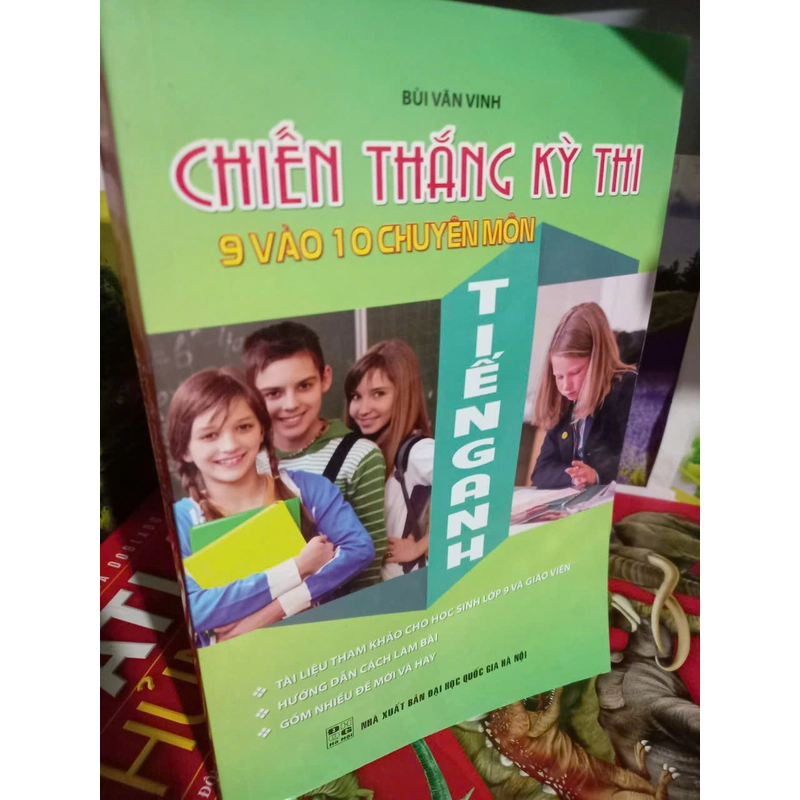 BÙI VĂN VINH
CHIẾN THẮNG KỲ THI
9 VÀO 10 CHUYÊN MÔN
TIẾNG ANH
TÀI LIỆU THAM KHẢO CHO HỌC SINH LỚP 9 VÀ GIÁO VIÊN
HƯỚNG DẪN CÁCH LÀM BÀI
GỒM NHIỀU ĐỀ MỚI VÀ HAY
NHÀ XUẤT BẢN ĐẠI HỌC QUỐC GIA HÀ NỘI